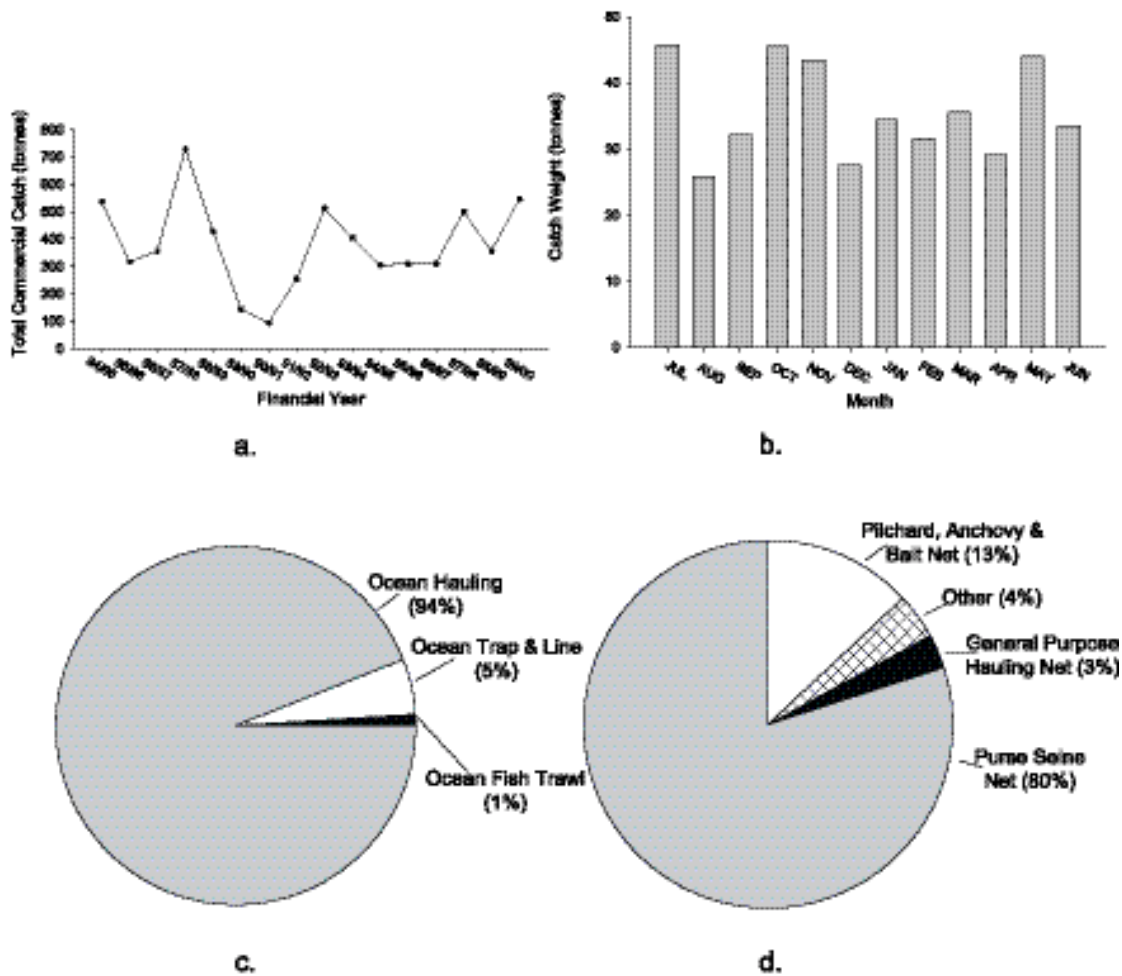 Total Commercial Catch (tonnes)
800
700
600
500
400
300
200
100
0
Financial Year
a.
Catch Weight (tonnes)
50
40
30
20
10
0
JUL
AUG
SEP
OCT
NOV
DEC
JAN
FEB
MAR
APR
MAY
JUN
Month
b.
Ocean Hauling
(94%)
Ocean Trap & Line
(5%)
Ocean Fish Trawl
(1%)
c.
Pilchard, Anchovy &
Bait Net (13%)
Other (4%)
General Purpose
Hauling Net (3%)
Purse Seine
Net (80%)
d.